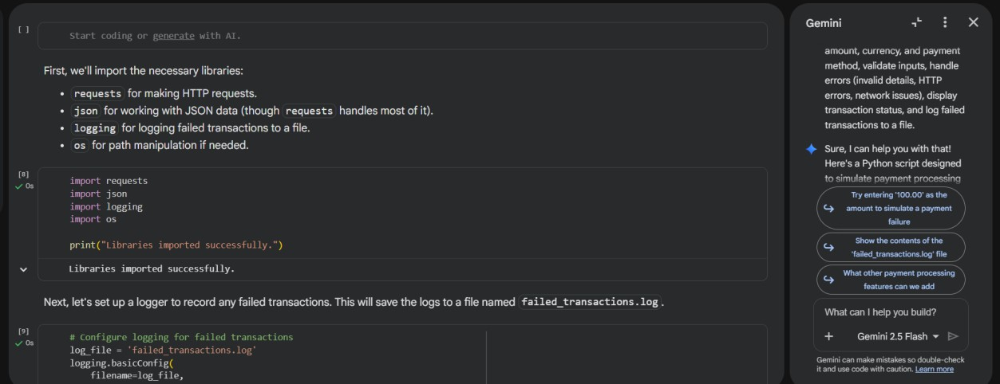 [ ]
Start coding or generate with AI.
First, we'll import the necessary libraries:
• requests for making HTTP requests.
• json for working with JSON data (though requests handles most of it).
• logging for logging failed transactions to a file.
• os for path manipulation if needed.
[8]
0s
import requests
import json
import logging
import os
print("Libraries imported successfully.")
Libraries imported successfully.
Next, let's set up a logger to record any failed transactions. This will save the logs to a file named failed_transactions.log.
[9]
0s
# Configure logging for failed transactions
log_file = 'failed_transactions.log'
logging.basicConfig(
filename=log_file,
Gemini
amount, currency, and payment
method, validate inputs, handle
errors (invalid details, HTTP
errors, network issues), display
transaction status, and log failed
transactions to a file.
Sure, I can help you with that!
Here's a Python script designed
to simulate payment processing
Try entering '100.00' as the
amount to simulate a payment
failure
Show the contents of the
'failed_transactions.log' file
What other payment processing
features can we add
What can I help you build?
Gemini 2.5 Flash
Gemini can make mistakes so double-check
it and use code with caution. Learn more